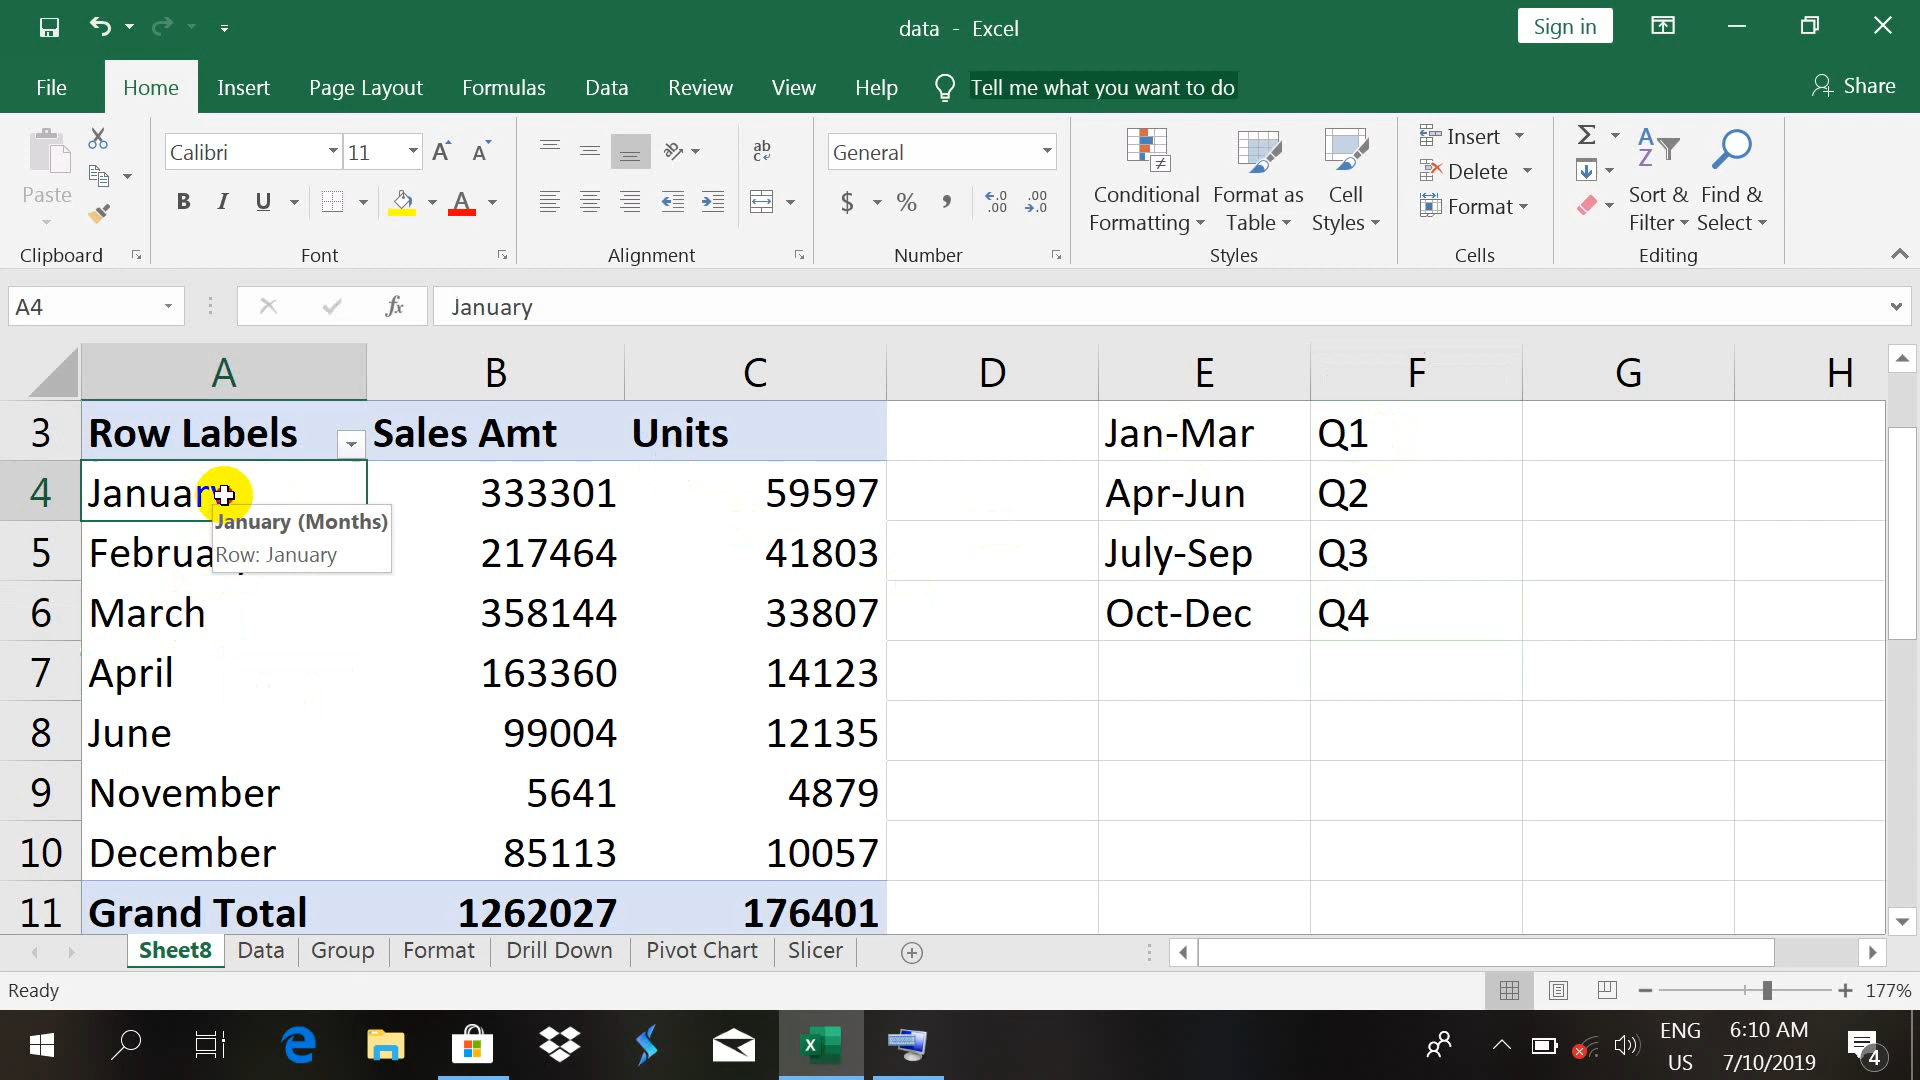 data - Excel
Sign in
File Home Insert Page Layout Formulas Data Review View Help Tell me what you want to do Share
Paste
Clipboard
Calibri 11
B I U A
Font
ab
Alignment
General
$ % ,
Number
Conditional Formatting
Format as Table
Cell Styles
Styles
Insert
Delete
Format
Cells
Sort & Filter
Find & Select
Editing
A4 fx January
A B C D E F G H
3 Row Labels Sales Amt Units Jan-Mar Q1
4 January 333301 59597 Apr-Jun Q2
January (Months)
Row: January
5 Februa 217464 41803 July-Sep Q3
6 March 358144 33807 Oct-Dec Q4
7 April 163360 14123
8 June 99004 12135
9 November 5641 4879
10 December 85113 10057
11 Grand Total 1262027 176401
Sheet8 Data Group Format Drill Down Pivot Chart Slicer
Ready 177%
ENG 6:10 AM
US 7/10/2019 4